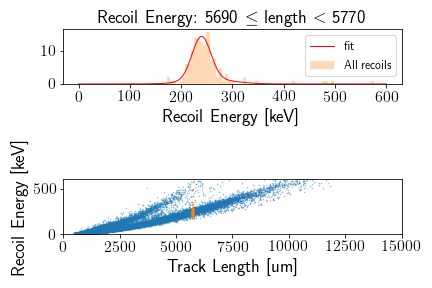 Recoil Energy: 5690 ≤ length < 5770
10
0
fit
All recoils
0 100 200 300 400 500 600
Recoil Energy [keV]
Recoil Energy [keV]
500
0
0 2500 5000 7500 10000 12500 15000
Track Length [um]